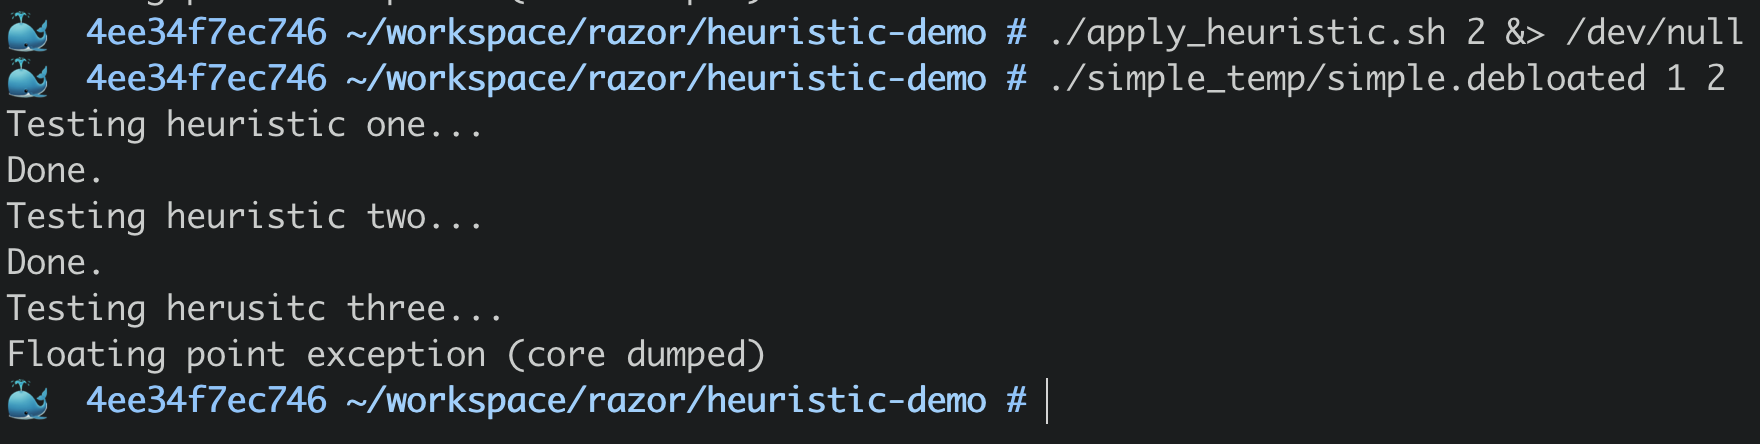 4ee34f7ec746 ~/workspace/razor/heuristic-demo # ./apply_heuristic.sh 2 &> /dev/null
4ee34f7ec746 ~/workspace/razor/heuristic-demo # ./simple_temp/simple.debloated 1 2
Testing heuristic one...
Done.
Testing heuristic two...
Done.
Testing herusitc three...
Floating point exception (core dumped)
4ee34f7ec746 ~/workspace/razor/heuristic-demo #